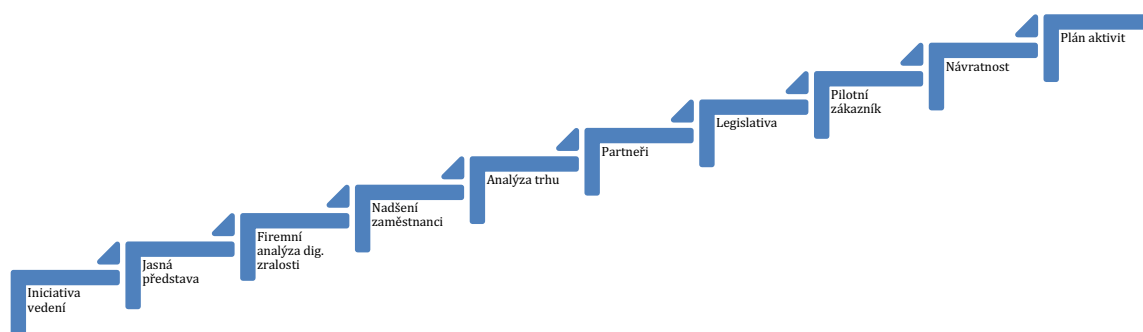 Iniciativa
vedení
Jasná
představa
Firemní
analýza dig.
zralosti
Nadšení
zaměstnanci
Analýza trhu
Partneři
Legislativa
Pilotní
zákazník
Návratnost
Plán aktivit